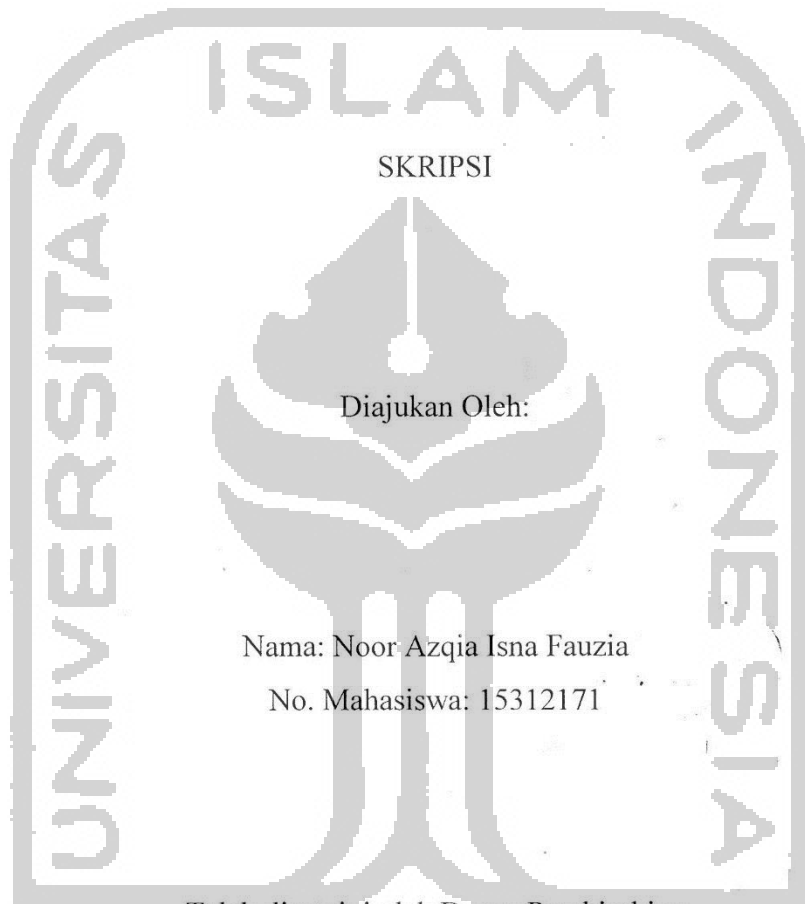 ISLAM
UNIVERSITAS
INDONESIA
SKRIPSI
Diajukan Oleh:
Nama: Noor Azqia Isna Fauzia
No. Mahasiswa: 15312171